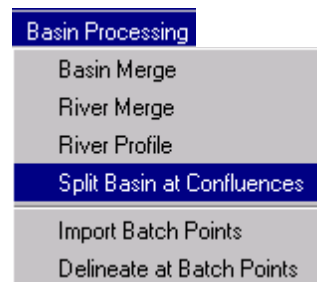 Basin Processing
Basin Merge
River Merge
River Profile
Split Basin at Confluences
Import Batch Points
Delineate at Batch Points